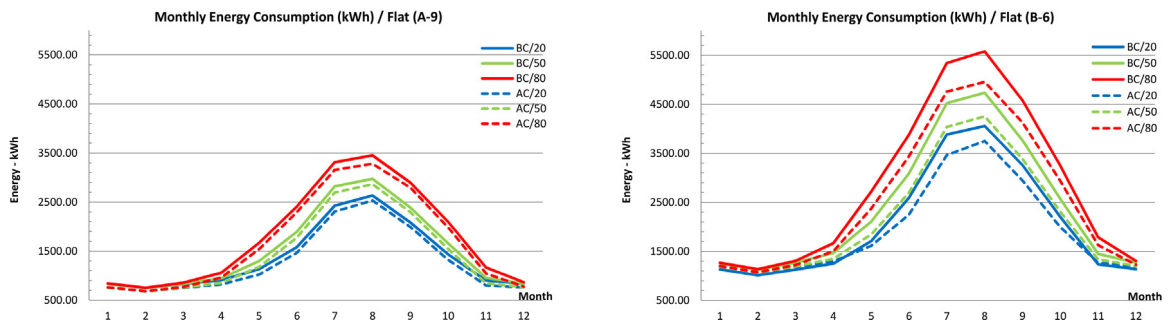 Monthly Energy Consumption (kWh) / Flat (A-9)
5500.00
4500.00
3500.00
2500.00
1500.00
500.00
Energy - kWh
BC/20
BC/50
BC/80
AC/20
AC/50
AC/80
Month
1 2 3 4 5 6 7 8 9 10 11 12
Monthly Energy Consumption (kWh) / Flat (B-6)
5500.00
4500.00
3500.00
2500.00
1500.00
500.00
Energy - kWh
BC/20
BC/50
BC/80
AC/20
AC/50
AC/80
Month
1 2 3 4 5 6 7 8 9 10 11 12